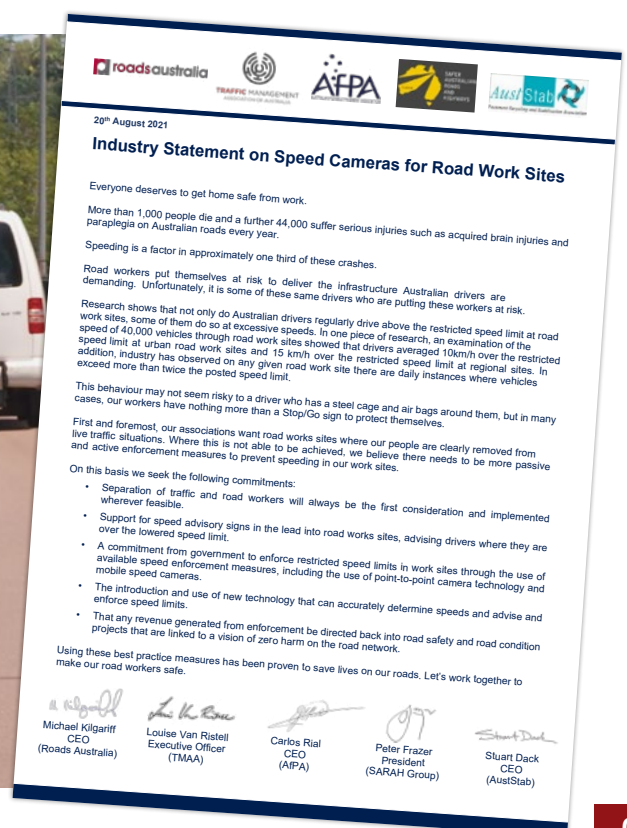 roadsaustralia
TRAFFIC MANAGEMENT
ASSOCIATION OF AUSTRALIA
AfPA
SAFER
AUSTRALIAN
ROADS
AND
HIGHWAYS
AustStab
Pavement Recycling and Stabilisation Association
20th August 2021
Industry Statement on Speed Cameras for Road Work Sites
Everyone deserves to get home safe from work.
More than 1,000 people die and a further 44,000 suffer serious injuries such as acquired brain injuries and
paraplegia on Australian roads every year.
Speeding is a factor in approximately one third of these crashes.
Road workers put themselves at risk to deliver the infrastructure Australian drivers are
demanding. Unfortunately, it is some of these same drivers who are putting these workers at risk.
Research shows that not only do Australian drivers regularly drive above the restricted speed limit at road
work sites, some of them do so at excessive speeds. In one piece of research, an examination of the
speed of 40,000 vehicles through road work sites showed that drivers averaged 10km/h over the restricted
speed limit at urban road work sites and 15 km/h over the restricted speed limit at regional sites. In
addition, industry has observed on any given road work site there are daily instances where vehicles
exceed more than twice the posted speed limit.
This behaviour may not seem risky to a driver who has a steel cage and air bags around them, but in many
cases, our workers have nothing more than a Stop/Go sign to protect themselves.
First and foremost, our associations want road works sites where our people are clearly removed from
live traffic situations. Where this is not able to be achieved, we believe there needs to be more passive
and active enforcement measures to prevent speeding in our work sites.
On this basis we seek the following commitments:
• Separation of traffic and road workers will always be the first consideration and implemented
wherever feasible.
• Support for speed advisory signs in the lead into road works sites, advising drivers where they are
over the lowered speed limit.
• A commitment from government to enforce restricted speed limits in work sites through the use of
available speed enforcement measures, including the use of point-to-point camera technology and
mobile speed cameras.
• The introduction and use of new technology that can accurately determine speeds and advise and
enforce speed limits.
• That any revenue generated from enforcement be directed back into road safety and road condition
projects that are linked to a vision of zero harm on the road network.
Using these best practice measures has been proven to save lives on our roads. Let's work together to
make our road workers safe.
Michael Kilgariff
CEO
(Roads Australia)
Louise Van Ristell
Executive Officer
(TMAA)
Carlos Rial
CEO
(AfPA)
Peter Frazer
President
(SARAH Group)
Stuart Dack
CEO
(AustStab)